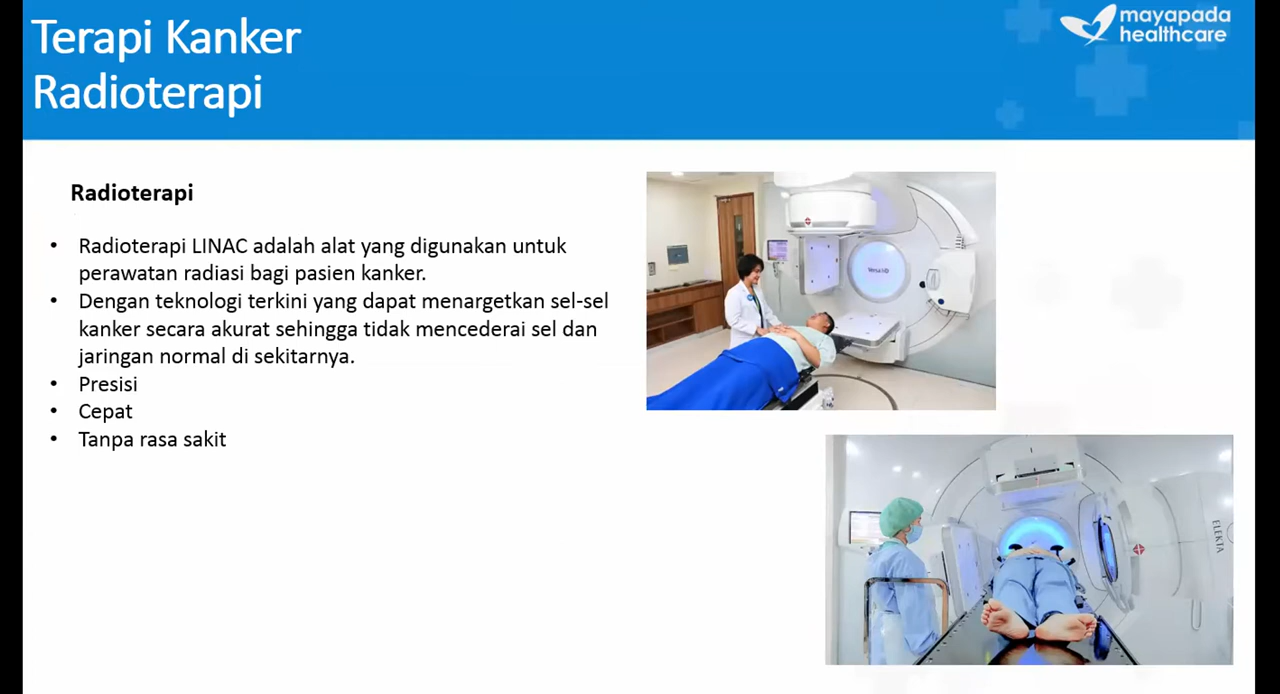 Terapi Kanker
Radioterapi
mayapada
healthcare
Radioterapi
• Radioterapi LINAC adalah alat yang digunakan untuk
perawatan radiasi bagi pasien kanker.
• Dengan teknologi terkini yang dapat menargetkan sel-sel
kanker secara akurat sehingga tidak mencederai sel dan
jaringan normal di sekitarnya.
• Presisi
• Cepat
• Tanpa rasa sakit
Versa HD
ELEKTA